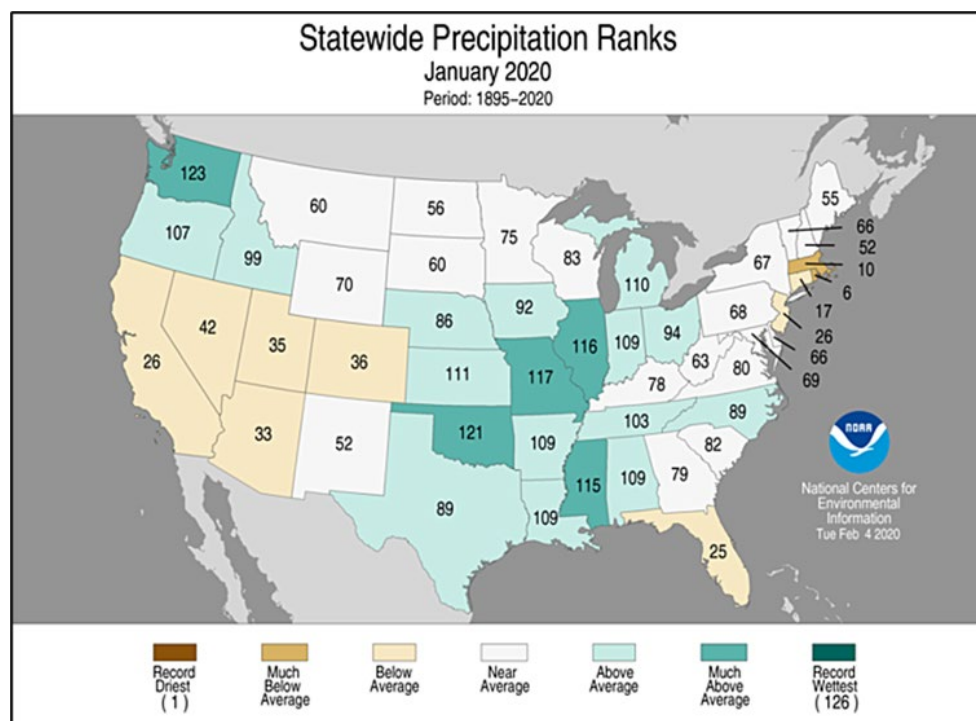 Statewide Precipitation Ranks
January 2020
Period: 1895–2020
123
60
56
75
55
66
107
99
52
83
67
10
60
70
110
6
17
86
92
68
26
42
94
26
35
36
116
109
66
63
80
69
111
117
78
33
52
121
109
103
89
82
115
109
79
89
109
25
NOAA
National Centers for
Environmental
Information
Tue Feb 4 2020
Record
Driest
( 1 )
Much
Below
Average
Below
Average
Near
Average
Above
Average
Much
Above
Average
Record
Wettest
( 126 )